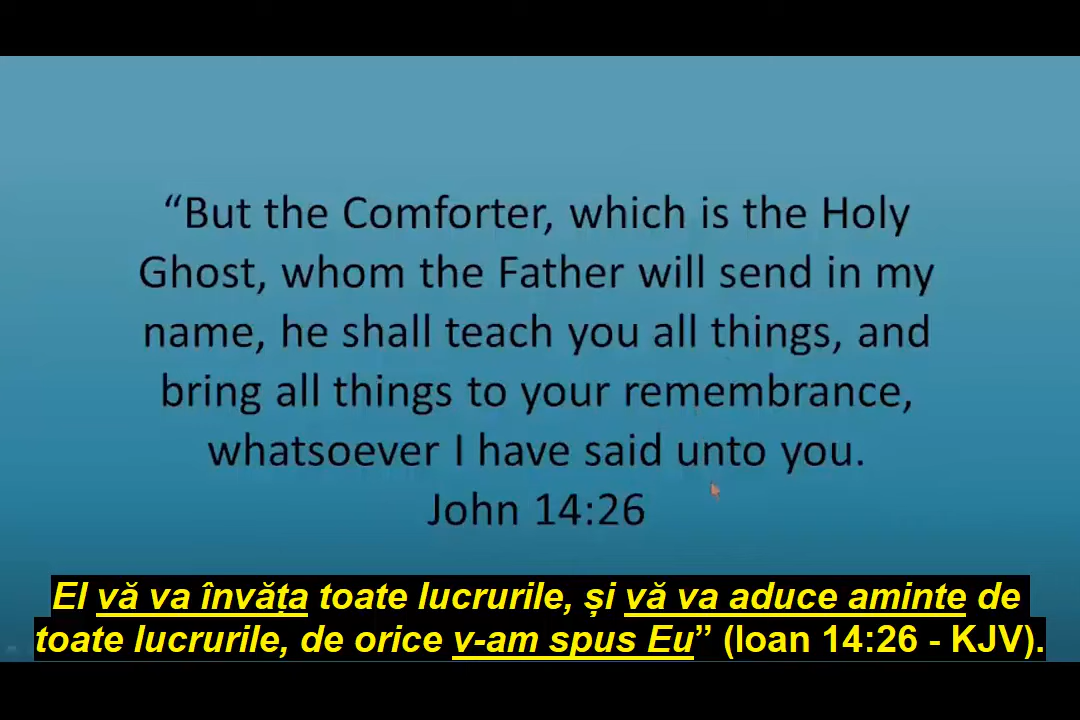 “But the Comforter, which is the Holy
Ghost, whom the Father will send in my
name, he shall teach you all things, and
bring all things to your remembrance,
whatsoever I have said unto you.
John 14:26
El vă va învăța toate lucrurile, și vă va aduce aminte de
toate lucrurile, de orice v-am spus Eu” (Ioan 14:26 - KJV).